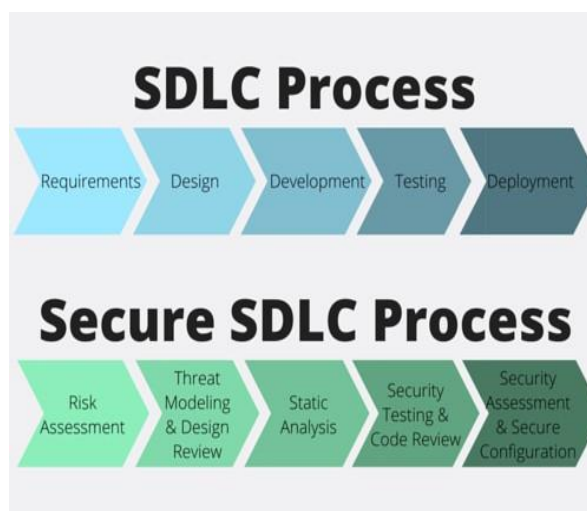 SDLC Process
Requirements
Design
Development
Testing
Deployment
Secure SDLC Process
Risk
Assessment
Threat
Modeling
& Design
Review
Static
Analysis
Security
Testing &
Code Review
Security
Assessment
& Secure
Configuration